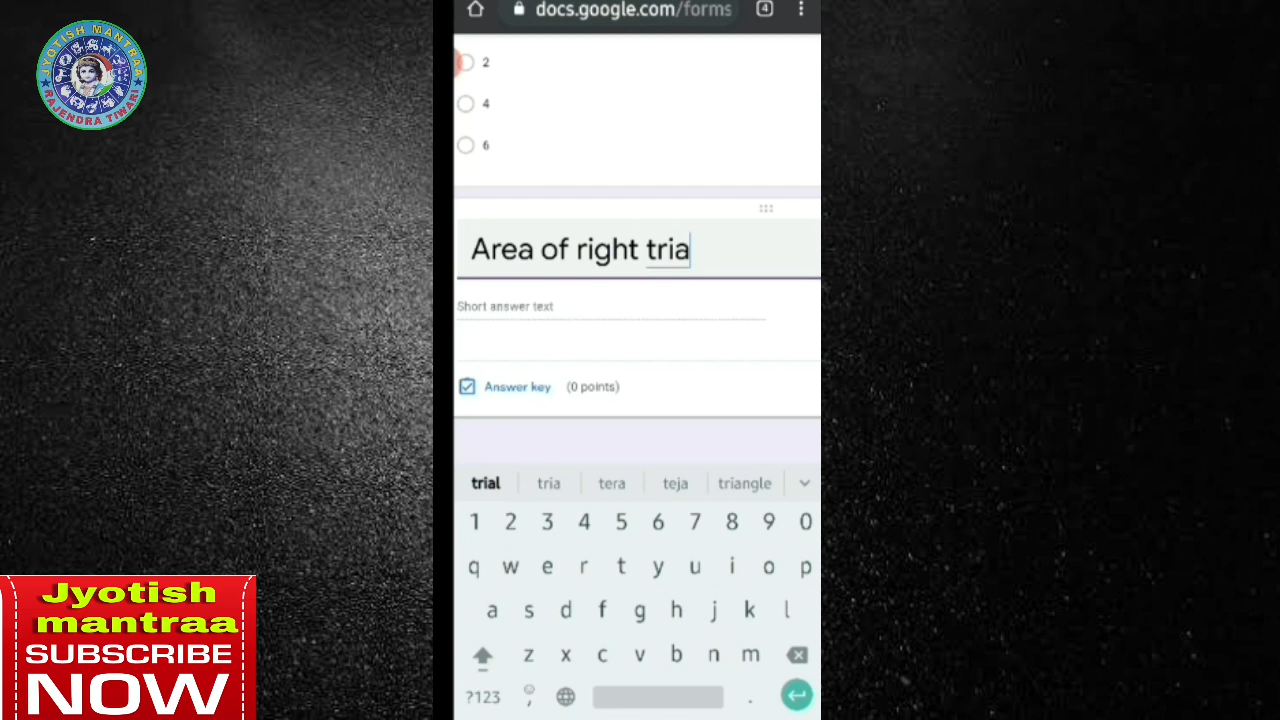 JYOTISH MANTRAA
RAJENDRA TIWARI
docs.google.com/forms
4
2
4
6
Area of right tria
Short answer text
Answer key (0 points)
trial tria tera teja triangle
1 2 3 4 5 6 7 8 9 0
q w e r t y u i o p
a s d f g h j k l
z x c v b n m
?123 , .
Jyotish
mantraa
SUBSCRIBE
NOW